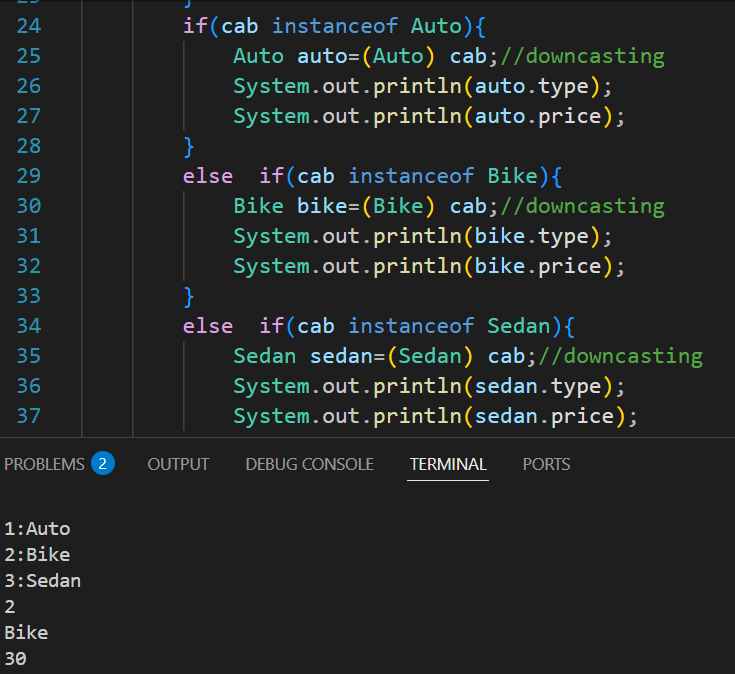 23 }
24 if(cab instanceof Auto){
25 Auto auto=(Auto) cab;//downcasting
26 System.out.println(auto.type);
27 System.out.println(auto.price);
28 }
29 else  if(cab instanceof Bike){
30 Bike bike=(Bike) cab;//downcasting
31 System.out.println(bike.type);
32 System.out.println(bike.price);
33 }
34 else  if(cab instanceof Sedan){
35 Sedan sedan=(Sedan) cab;//downcasting
36 System.out.println(sedan.type);
37 System.out.println(sedan.price);
PROBLEMS 2 OUTPUT DEBUG CONSOLE TERMINAL PORTS
1:Auto
2:Bike
3:Sedan
2
Bike
30